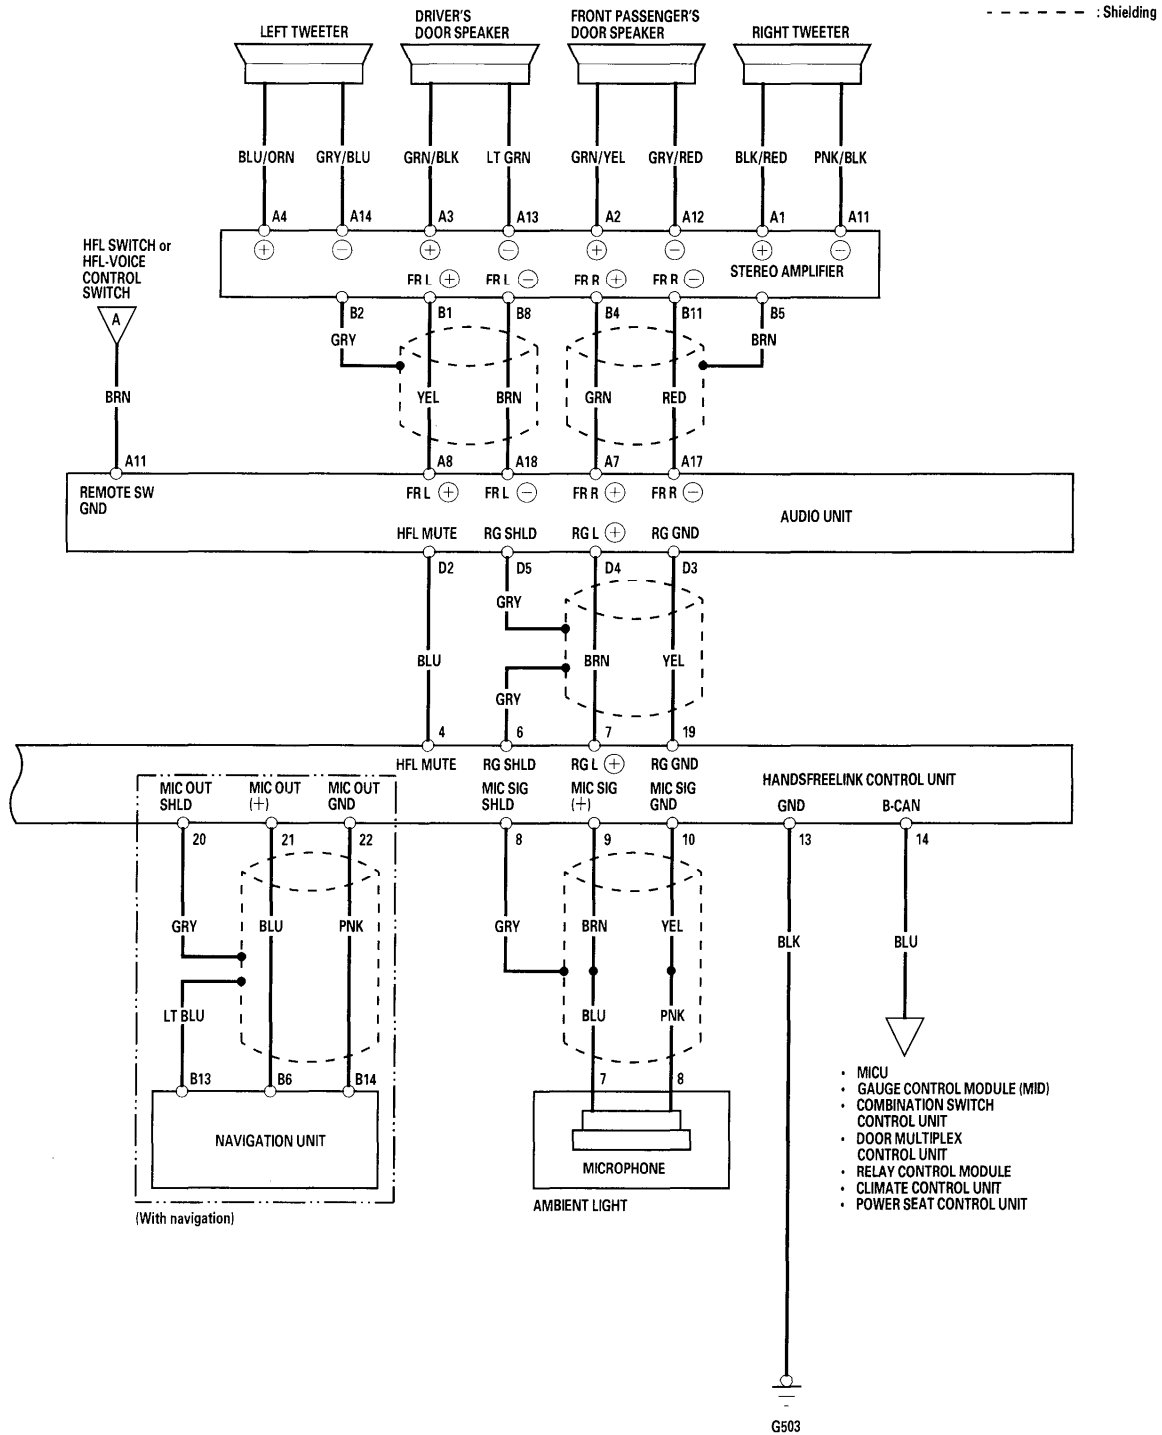 - - - - - - - : Shielding
LEFT TWEETER
DRIVER'S
DOOR SPEAKER
FRONT PASSENGER'S
DOOR SPEAKER
RIGHT TWEETER
BLU/ORN
GRY/BLU
GRN/BLK
LT GRN
GRN/YEL
GRY/RED
BLK/RED
PNK/BLK
A4
A14
A3
A13
A2
A12
A1
A11
+
−
+
−
+
−
+
−
FR L +
FR L −
FR R +
FR R −
STEREO AMPLIFIER
HFL SWITCH or
HFL-VOICE
CONTROL
SWITCH
A
BRN
A11
B2
B1
B8
B4
B11
B5
GRY
BRN
YEL
BRN
GRN
RED
A8
A18
A7
A17
REMOTE SW
GND
FR L +
FR L −
FR R +
FR R −
AUDIO UNIT
HFL MUTE
RG SHLD
RG L +
RG GND
D2
D5
D4
D3
GRY
BLU
BRN
YEL
GRY
4
6
7
19
HFL MUTE
RG SHLD
RG L +
RG GND
HANDSFREELINK CONTROL UNIT
MIC OUT
SHLD
MIC OUT
(+)
MIC OUT
GND
MIC SIG
SHLD
MIC SIG
(+)
MIC SIG
GND
GND
B-CAN
20
21
22
8
9
10
13
14
GRY
BLU
PNK
GRY
BRN
YEL
BLK
BLU
LT BLU
BLU
PNK
B13
B6
B14
7
8
NAVIGATION UNIT
(With navigation)
MICROPHONE
AMBIENT LIGHT
• MICU
• GAUGE CONTROL MODULE (MID)
• COMBINATION SWITCH
CONTROL UNIT
• DOOR MULTIPLEX
CONTROL UNIT
• RELAY CONTROL MODULE
• CLIMATE CONTROL UNIT
• POWER SEAT CONTROL UNIT
G503